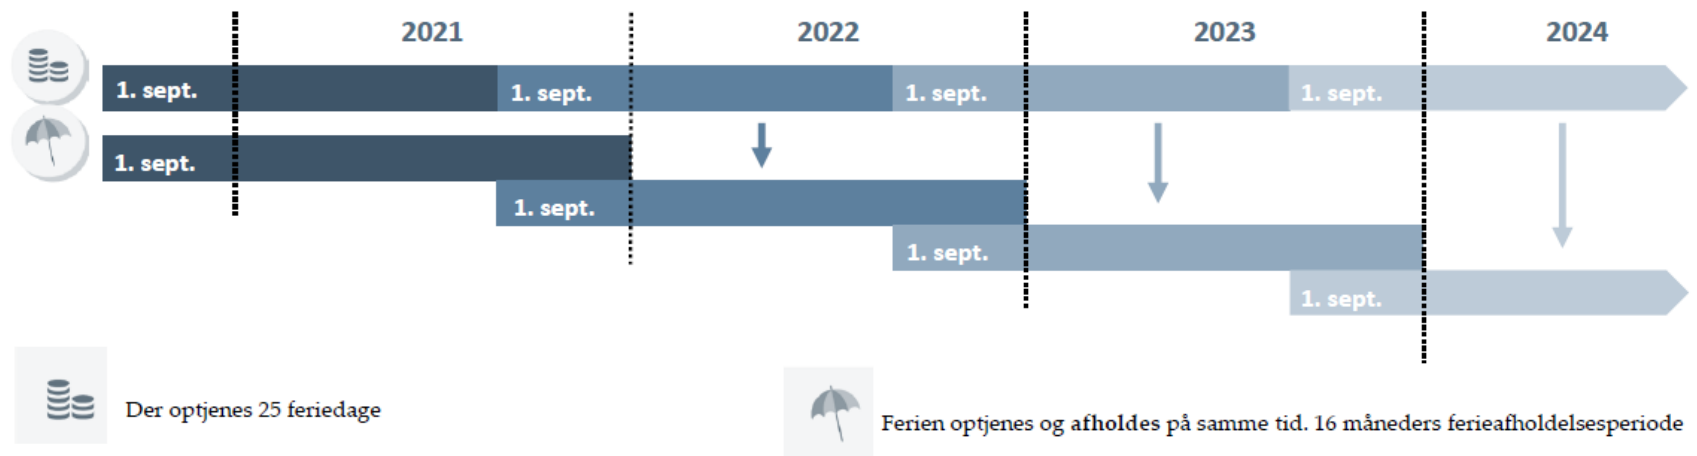 2021 2022 2023 2024
1. sept. 1. sept. 1. sept. 1. sept.
1. sept.
1. sept.
1. sept.
1. sept.
Der optjenes 25 feriedage
Ferien optjenes og afholdes på samme tid. 16 måneders ferieafholdelsesperiode